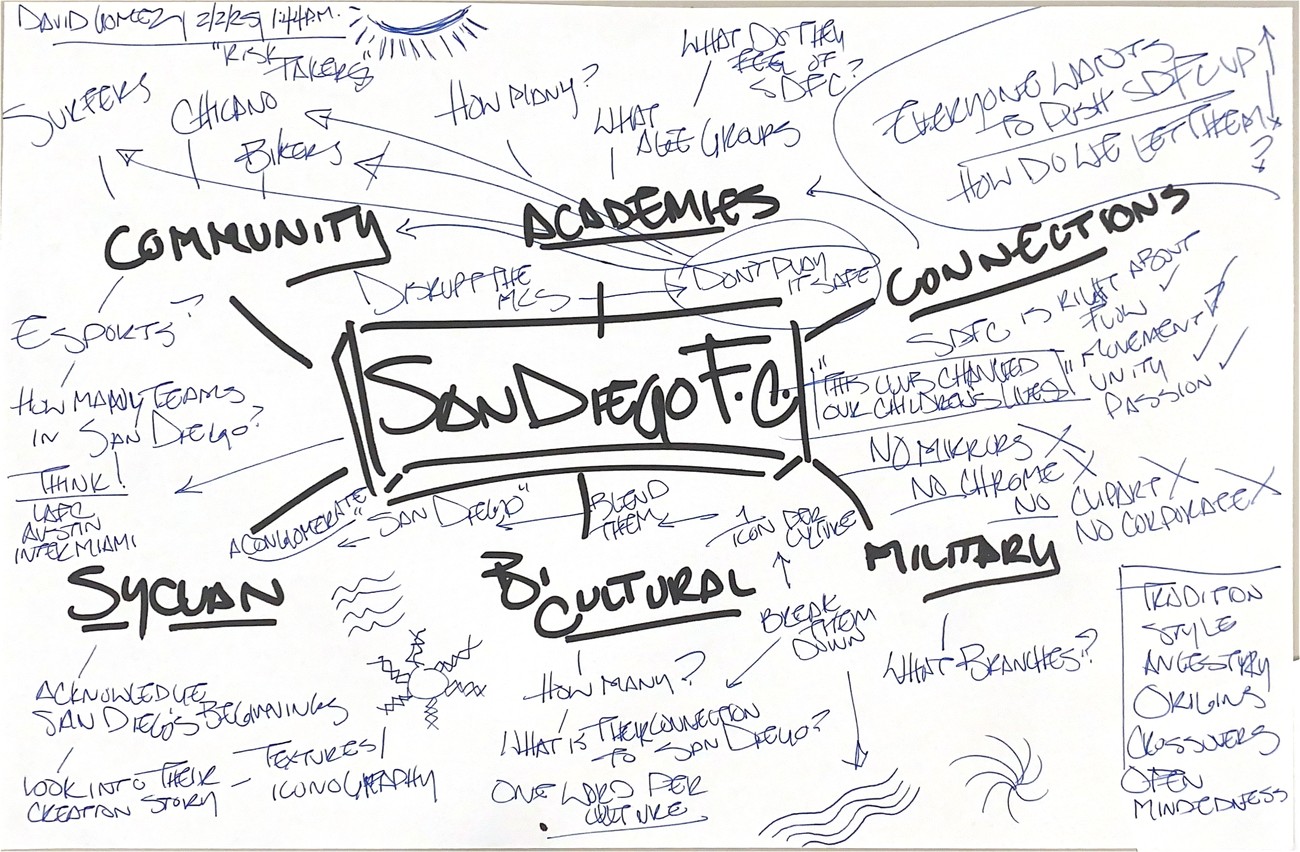 DAVID GOMEZ / 2/2/25 / 1:44AM.
"RISK
TAKERS"
SURFERS
CHICANO
BIKERS
COMMUNITY
HOW MANY?
WHAT DO THEY
FEEL OF
SDFC?
WHAT
AGE GROUPS
ACADEMIES
EVERYONE WANTS
TO PUSH SDFC UP
HOW DO WE LET THEM?
CONNECTIONS
DISRUPT THE
MLS
DON'T PLAY
IT SAFE
ESPORTS?
HOW MANY TEAMS
IN SAN DIEGO?
THINK!
LAFC
AUSTIN
INTER MIAMI
SAN DIEGO F.C.
SDFC IS RIGHT ABOUT
FLOW
MOVEMENT
UNITY
PASSION
"THIS CLUB CHANGED
OUR CHILDREN'S LIVES!"
NO MIRRORS X
NO CHROME X
NO CLIPART X
NO CORPORATE X
A CONGLOMERATE
"SAN DIEGO"
BLEND
THEM
1
ICON PER
CULTURE
SYCUAN
BI CULTURAL
MILITARY
BREAK
THEM
DOWN
ACKNOWLEDGE
SAN DIEGO'S BEGINNINGS
LOOK INTO THEIR
CREATION STORY
TEXTURES/
ICONOGRAPHY
HOW MANY?
WHAT IS THEIR CONNECTION
TO SAN DIEGO?
ONE WORD PER
CULTURE
WHAT BRANCHES?
TRADITION
STYLE
ANCESTRY
ORIGINS
CROSSOVERS
OPEN
MINDEDNESS